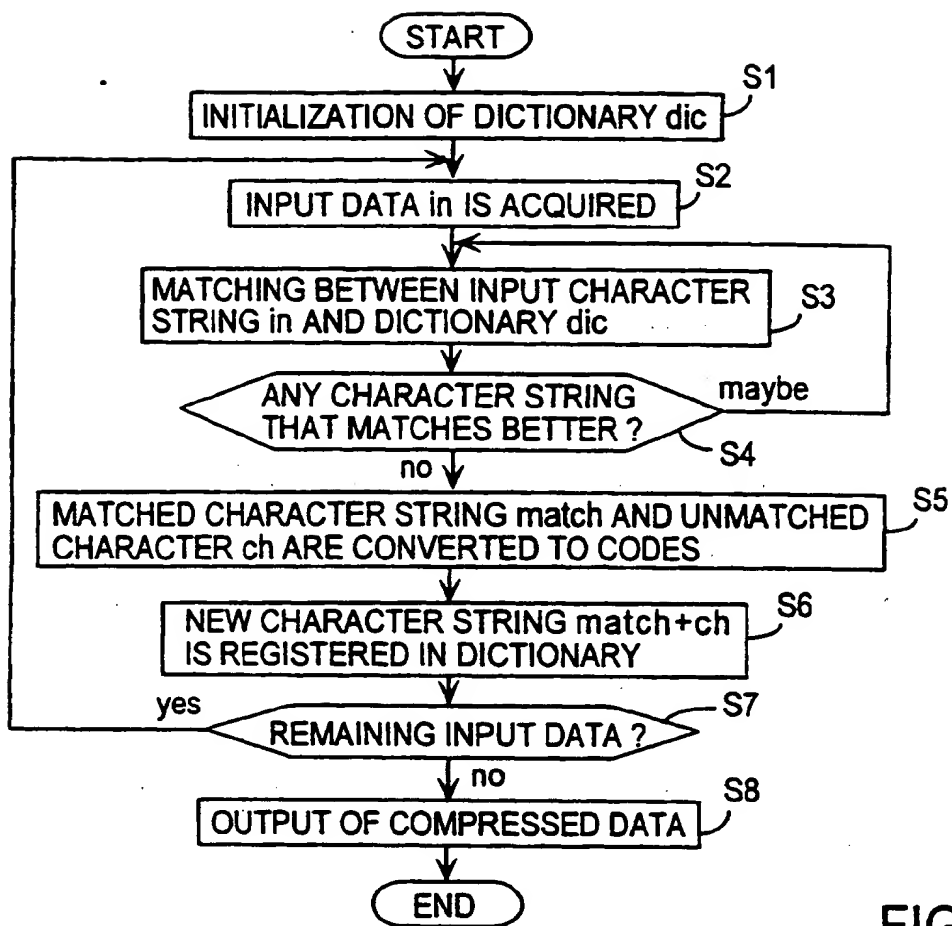 START
S1
INITIALIZATION OF DICTIONARY dic
S2
INPUT DATA in IS ACQUIRED
MATCHING BETWEEN INPUT CHARACTER
STRING in AND DICTIONARY dic
S3
ANY CHARACTER STRING
THAT MATCHES BETTER ?
maybe
S4
no
S5
MATCHED CHARACTER STRING match AND UNMATCHED
CHARACTER ch ARE CONVERTED TO CODES
S6
NEW CHARACTER STRING match+ch
IS REGISTERED IN DICTIONARY
yes
S7
REMAINING INPUT DATA ?
no
S8
OUTPUT OF COMPRESSED DATA
END
FIG